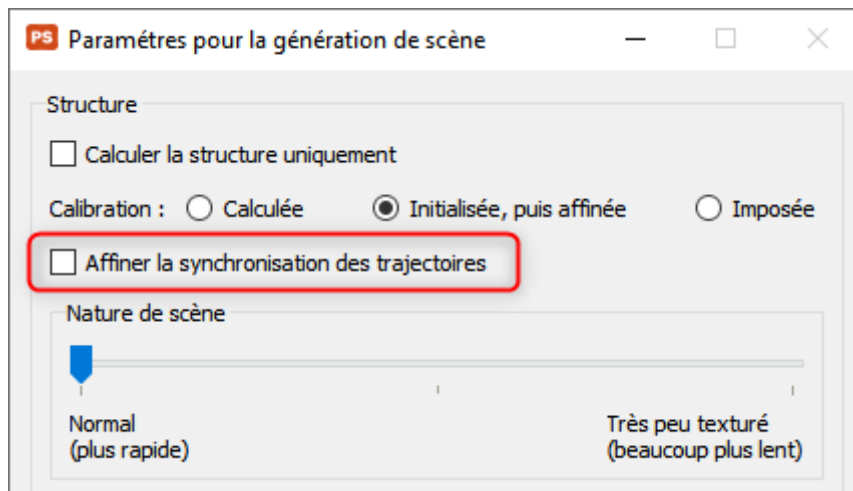 PS Paramétres pour la génération de scène
Structure
Calculer la structure uniquement
Calibration : Calculée Initialisée, puis affinée Imposée
Affiner la synchronisation des trajectoires
Nature de scène
Normal Très peu texturé
(plus rapide) (beaucoup plus lent)